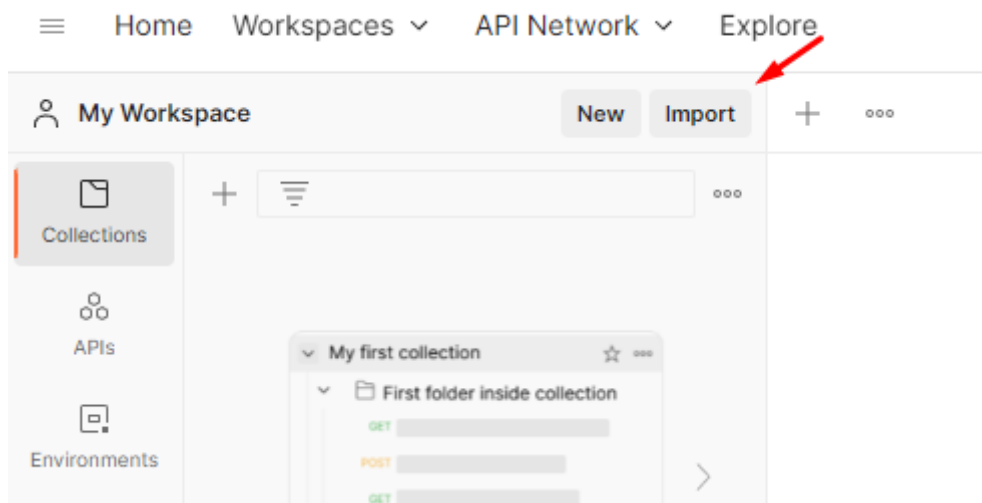 Home Workspaces API Network Explore
My Workspace New Import
Collections
APIs
My first collection
First folder inside collection
GET
POST
Environments
GET